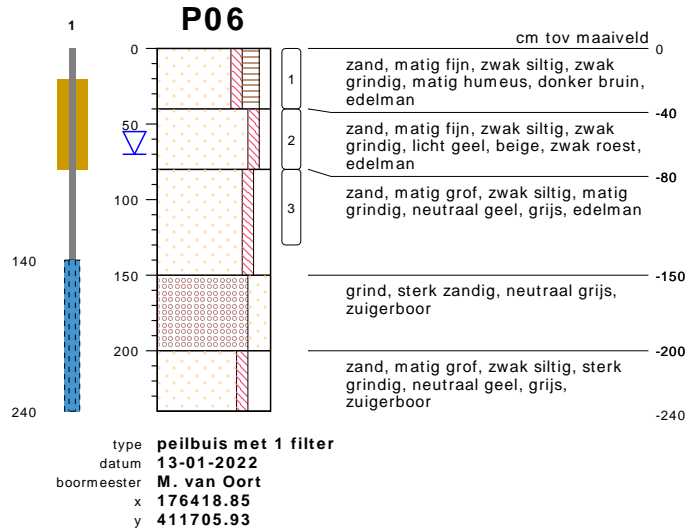 P06
1
cm tov maaiveld
0
0
zand, matig fijn, zwak siltig, zwak
grindig, matig humeus, donker bruin,
edelman
1
-40
50
zand, matig fijn, zwak siltig, zwak
grindig, licht geel, beige, zwak roest,
edelman
2
-80
zand, matig grof, zwak siltig, matig
grindig, neutraal geel, grijs, edelman
100
3
140
150
-150
grind, sterk zandig, neutraal grijs,
zuigerboor
200
-200
zand, matig grof, zwak siltig, sterk
grindig, neutraal geel, grijs,
zuigerboor
240
-240
type peilbuis met 1 filter
datum 13-01-2022
boormeester M. van Oort
x 176418.85
y 411705.93